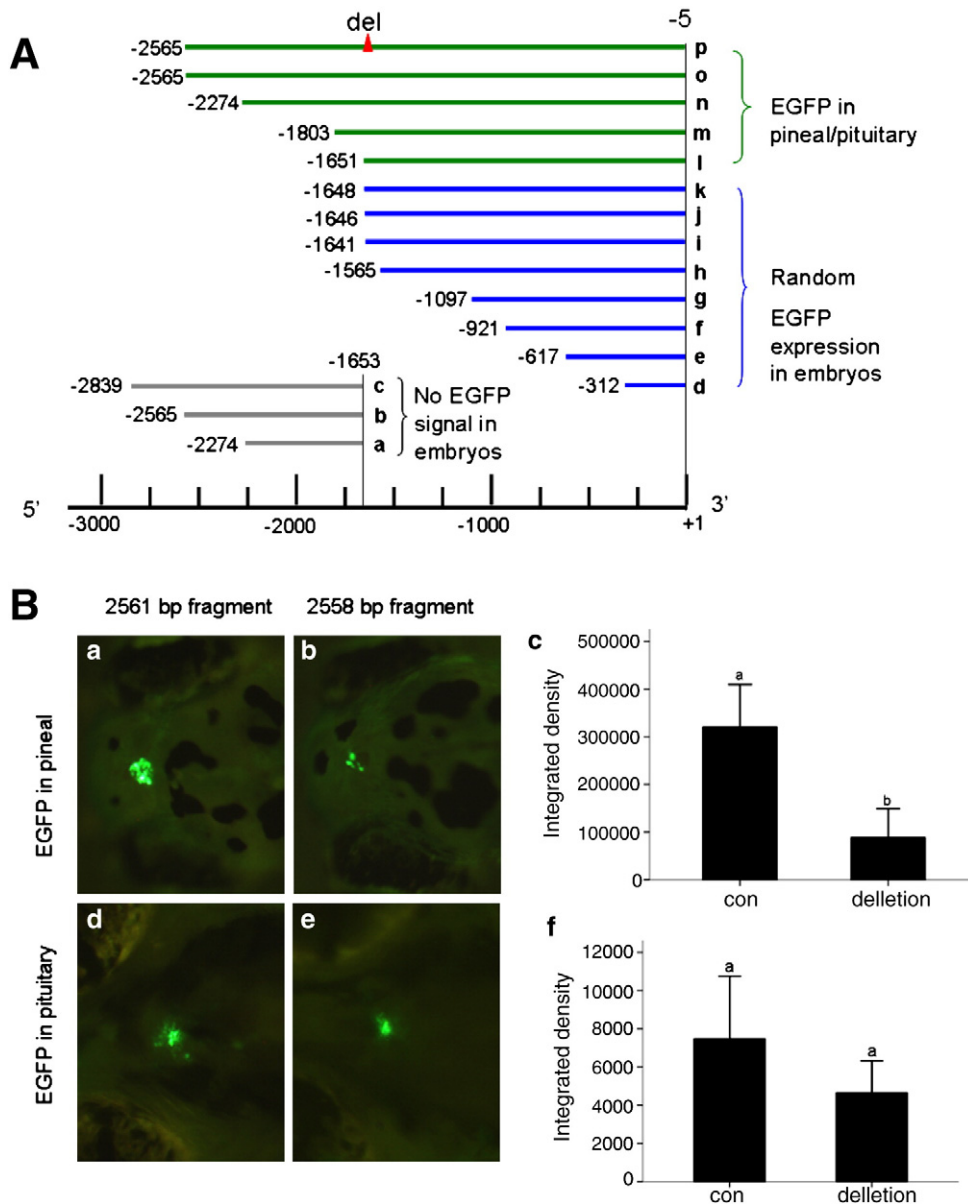 A
del
-5
-2565 p
-2565 o
-2274 n
-1803 m
-1651 l
EGFP in
pineal/pituitary
-1648 k
-1646 j
-1641 i
-1565 h
-1097 g
-921 f
-617 e
-312 d
Random
EGFP
expression
in embryos
-1653
-2839 c
-2565 b
-2274 a
No EGFP
signal in
embryos
5' 3'
-3000 -2000 -1000 +1
B
2561 bp fragment 2558 bp fragment
EGFP in pineal
a
b
c
Integrated density
500000
400000
300000
200000
100000
0
a
b
con delletion
EGFP in pituitary
d
e
f
Integrated density
12000
10000
8000
6000
4000
2000
0
a
a
con delletion